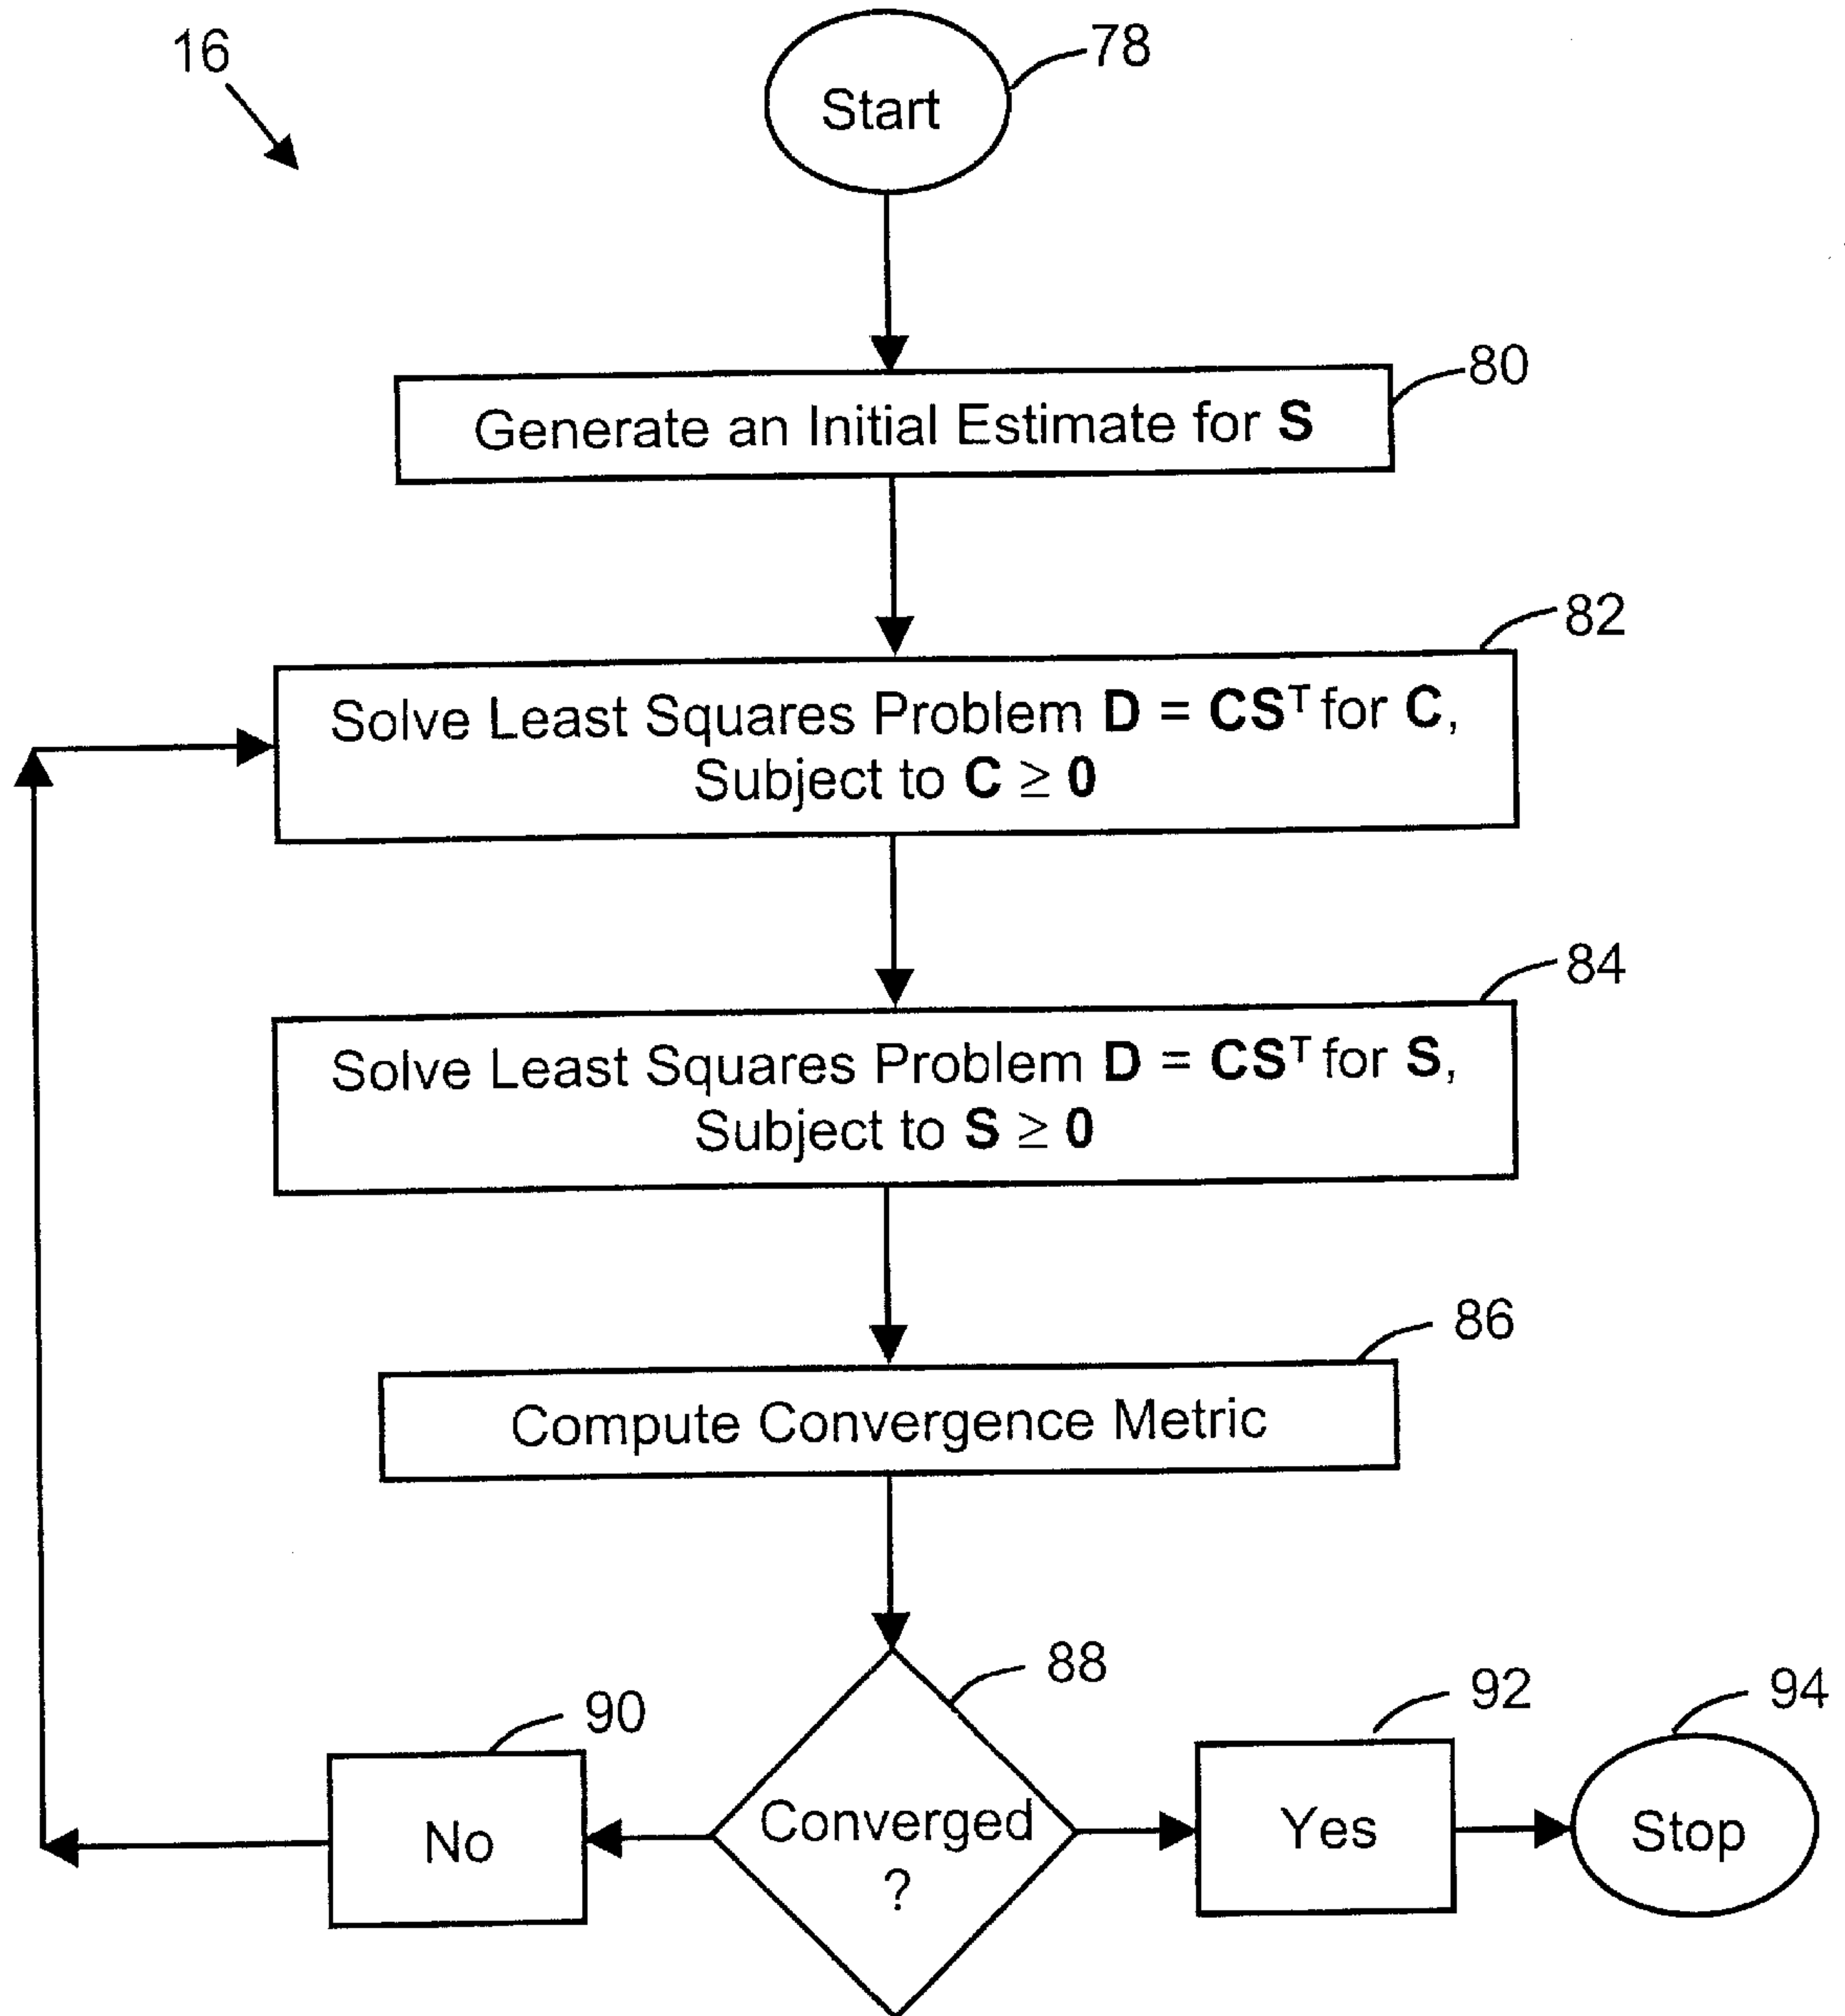 16
78
Start
80
Generate an Initial Estimate for S
82
Solve Least Squares Problem D = CSᵀ for C,
Subject to C ≥ 0
84
Solve Least Squares Problem D = CSᵀ for S,
Subject to S ≥ 0
86
Compute Convergence Metric
88
90
92
94
No
Converged
?
Yes
Stop